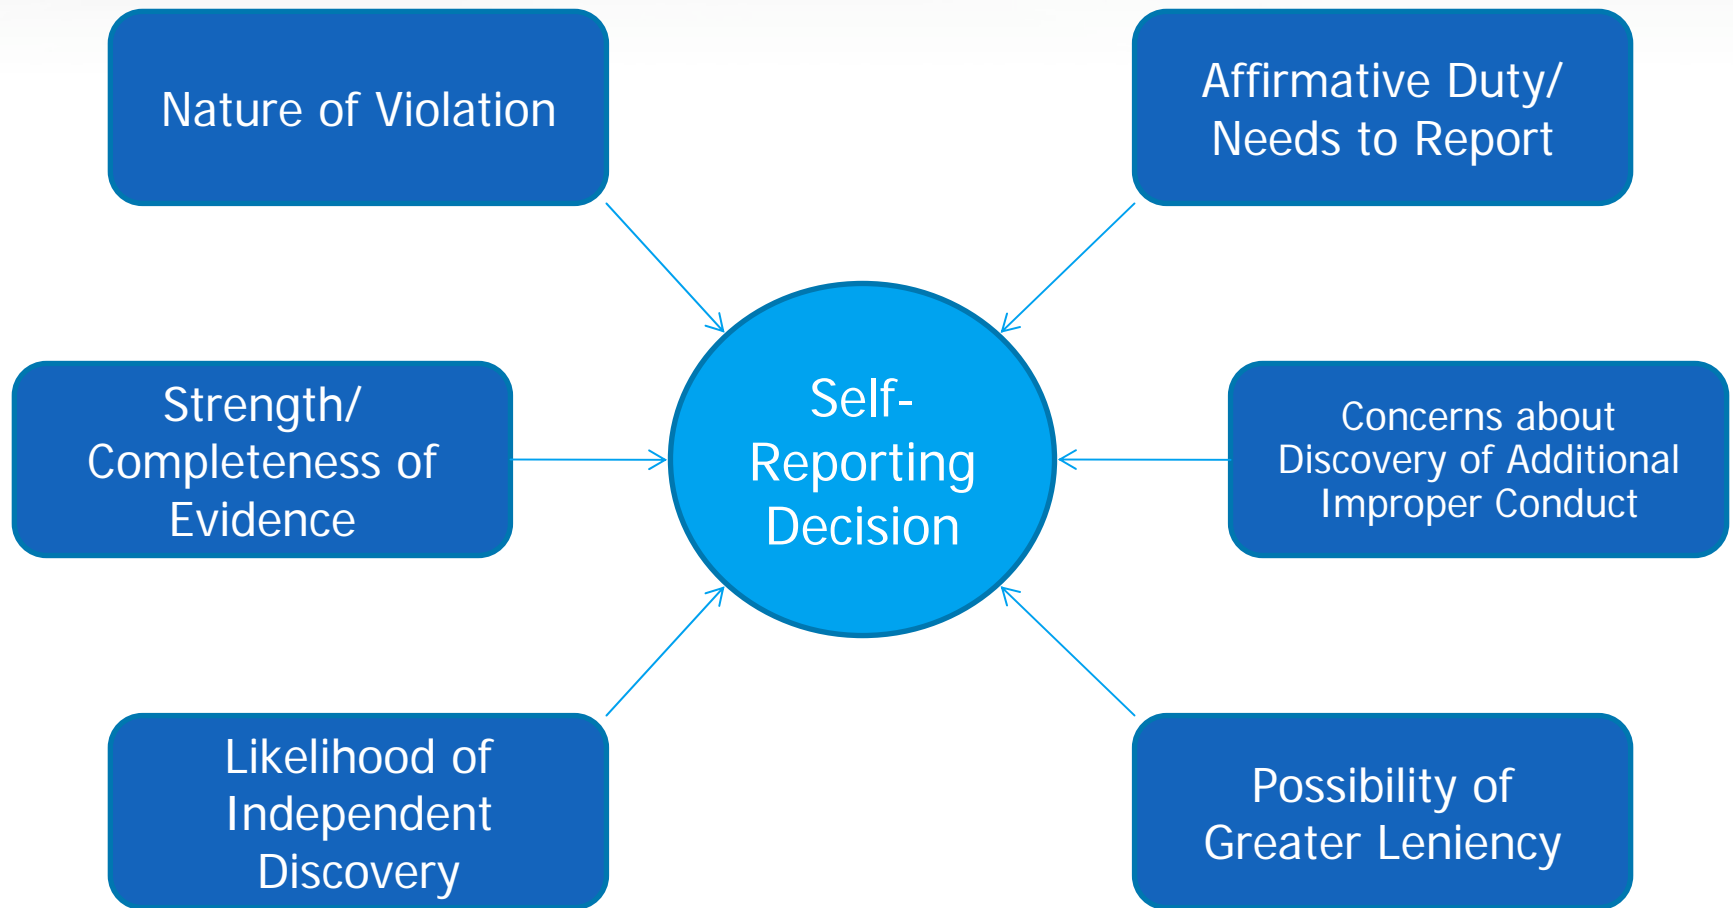 Nature of Violation
Affirmative Duty/
Needs to Report
Strength/
Completeness of
Evidence
Self-
Reporting
Decision
Concerns about
Discovery of Additional
Improper Conduct
Likelihood of
Independent
Discovery
Possibility of
Greater Leniency